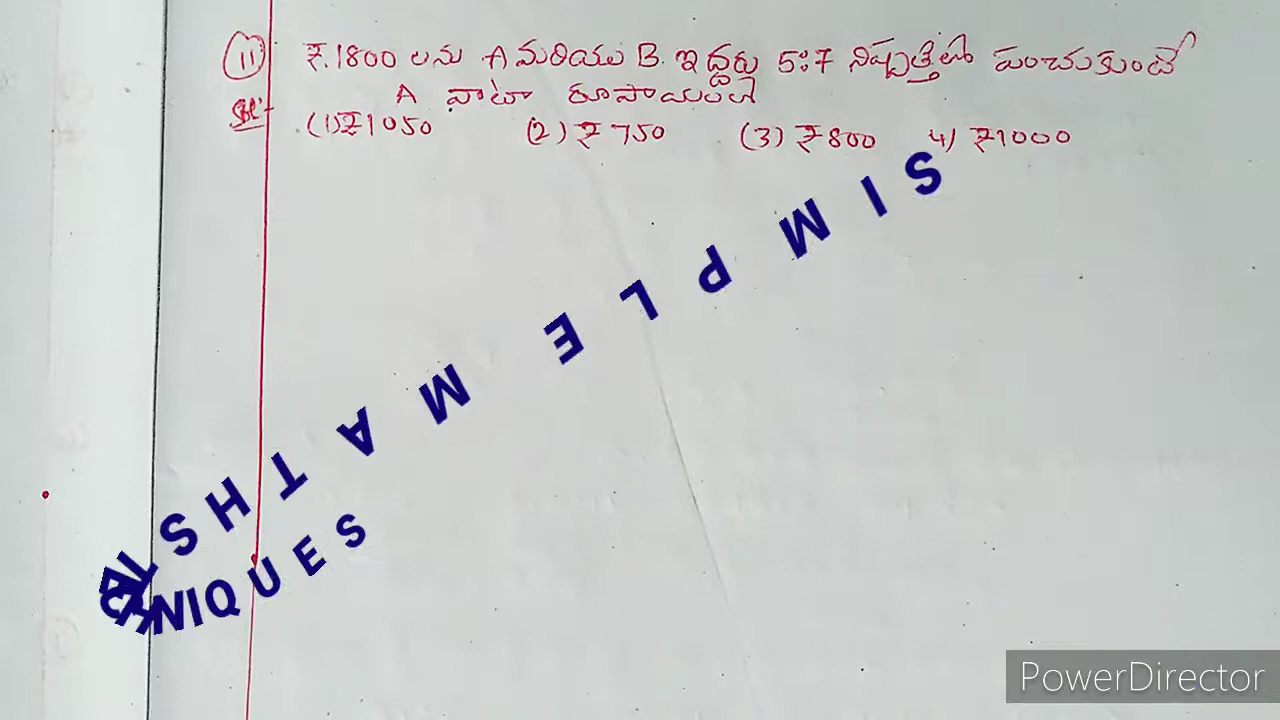 (11) ₹.1800 లను A మరియు B. ఇద్దరు 5:7 నిష్పత్తిలో పంచుకుంటే
Sol:- A వాటా రూపాయలలో
(1) ₹1050 (2) ₹750 (3) ₹800 4) ₹1000
SIMPLE MATHS
NIQUES
PowerDirector